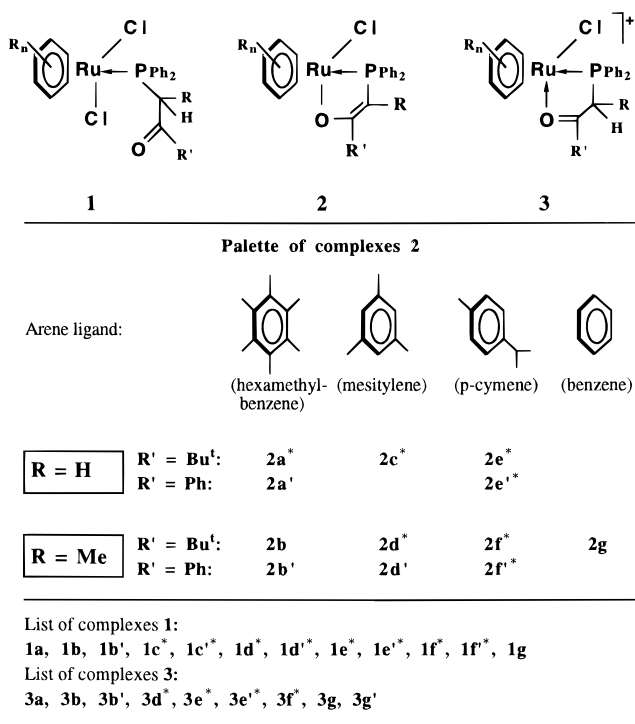 Rn Ru Cl PPh2 R H Cl O R'
Rn Ru Cl PPh2 R O R'
Rn Ru Cl PPh2 R H O R' ]+
1 2 3
Palette of complexes 2
Arene ligand:
(hexamethyl- (mesitylene) (p-cymene) (benzene)
benzene)
R = H R' = Buᵗ: 2a* 2c* 2e*
R' = Ph: 2a' 2e'*
R = Me R' = Buᵗ: 2b 2d* 2f* 2g
R' = Ph: 2b' 2d' 2f'*
List of complexes 1:
1a, 1b, 1b', 1c*, 1c'*, 1d*, 1d'*, 1e*, 1e'*, 1f*, 1f'*, 1g
List of complexes 3:
3a, 3b, 3b', 3d*, 3e*, 3e'*, 3f*, 3g, 3g'